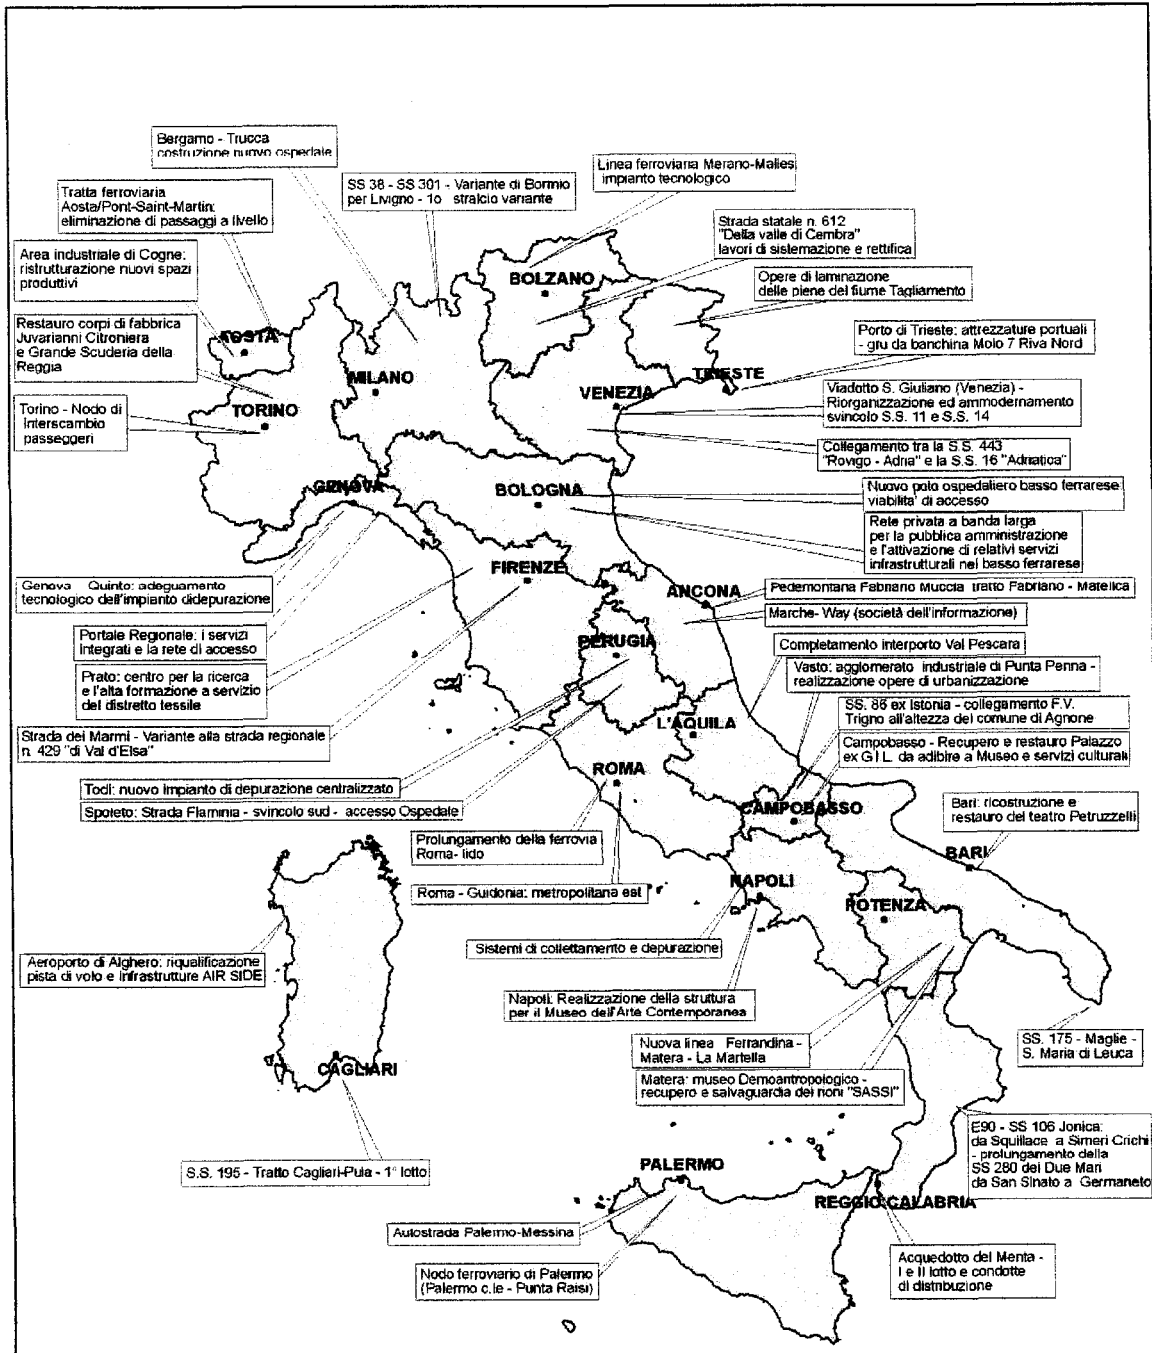 Bergamo - Trucca
costruzione nuovo ospedale
Linea ferroviaria Merano-Malles
impianto tecnologico
Tratta ferroviaria
Aosta/Pont-Saint-Martin:
eliminazione di passaggi a livello
SS 38 - SS 301 - Variante di Bormio
per Livigno - 1o stralcio variante
Strada statale n. 612
"Della valle di Cembra"
lavori di sistemazione e rettifica
Area industriale di Cogne:
ristrutturazione nuovi spazi
produttivi
BOLZANO
Opere di laminazione
delle piene del fiume Tagliamento
Restauro corpi di fabbrica
Juvarianni Citroniera
e Grande Scuderia della
Reggia
AOSTA
Porto di Trieste: attrezzature portuali
- gru da banchina Molo 7 Riva Nord
MILANO
TRIESTE
VENEZIA
Viadotto S. Giuliano (Venezia) -
Riorganizzazione ed ammodernamento
svincolo S.S. 11 e S.S. 14
Torino - Nodo di
Interscambio
passeggeri
TORINO
Collegamento tra la S.S. 443
"Rovigo - Adria" e la S.S. 16 "Adriatica"
GENOVA
BOLOGNA
Nuovo polo ospedaliero basso ferrarese
viabilita' di accesso
Rete privata a banda larga
per la pubblica amministrazione
e l'attivazione di relativi servizi
infrastrutturali nel basso ferrarese
FIRENZE
Genova Quinto: adeguamento
tecnologico dell'impianto didepurazione
ANCONA
Pedemontana Fabriano Muccia tratto Fabriano - Matelica
Marche- Way (società dell'informazione)
Portale Regionale: i servizi
integrati e la rete di accesso
PERUGIA
Completamento interporto Val Pescara
Vasto: agglomerato industriale di Punta Penna -
realizzazione opere di urbanizzazione
Prato: centro per la ricerca
e l'alta formazione a servizio
del distretto tessile
SS. 86 ex Istonia - collegamento F.V.
Trigno all'altezza del comune di Agnone
Strada dei Marmi - Variante alla strada regionale
n. 429 "di Val d'Elsa"
L'AQUILA
Campobasso - Recupero e restauro Palazzo
ex G I L. da adibire a Museo e servizi culturali
ROMA
Todi: nuovo impianto di depurazione centralizzato
Spoleto: Strada Flaminia - svincolo sud - accesso Ospedale
CAMPOBASSO
Bari: ricostruzione e
restauro del teatro Petruzzelli
Prolungamento della ferrovia
Roma- lido
BARI
Roma - Guidonia: metropolitana est
NAPOLI
POTENZA
Sistemi di collettamento e depurazione
Aeroporto di Alghero: riqualificazione
pista di volo e infrastrutture AIR SIDE
Napoli: Realizzazione della struttura
per il Museo dell'Arte Contemporanea
Nuova linea Ferrandina -
Matera - La Martella
SS. 175 - Maglie -
S. Maria di Leuca
CAGLIARI
Matera: museo Demoantropologico -
recupero e salvaguardia dei rioni "SASSI"
E90 - SS 106 Jonica:
da Squillace a Simeri Crichi
- prolungamento della
SS 280 dei Due Mari
da San Sinato a Germaneto
S.S. 195 - Tratto Cagliari-Pula - 1° lotto
PALERMO
REGGIO CALABRIA
Autostrada Palermo-Messina
Acquedotto del Menta -
I e II lotto e condotte
di distribuzione
Nodo ferroviario di Palermo
(Palermo c.le - Punta Raisi)